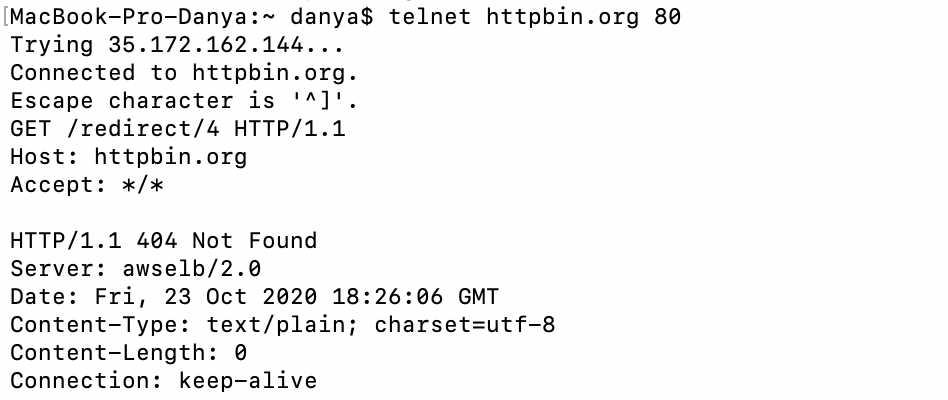 [MacBook-Pro-Danya:~ danya$ telnet httpbin.org 80
Trying 35.172.162.144...
Connected to httpbin.org.
Escape character is '^]'.
GET /redirect/4 HTTP/1.1
Host: httpbin.org
Accept: */*

HTTP/1.1 404 Not Found
Server: awselb/2.0
Date: Fri, 23 Oct 2020 18:26:06 GMT
Content-Type: text/plain; charset=utf-8
Content-Length: 0
Connection: keep-alive